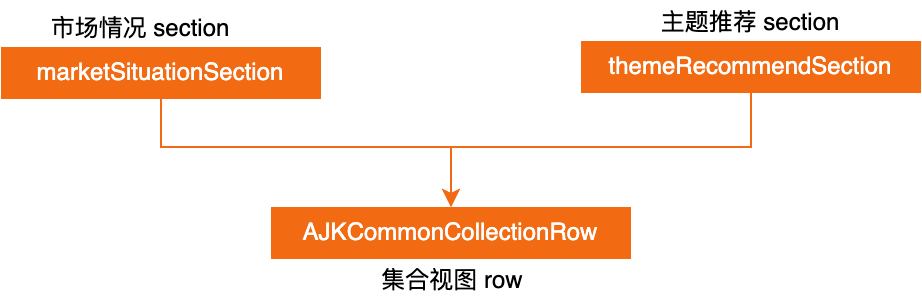 市场情况 section
主题推荐 section
marketSituationSection
themeRecommendSection
AJKCommonCollectionRow
集合视图 row